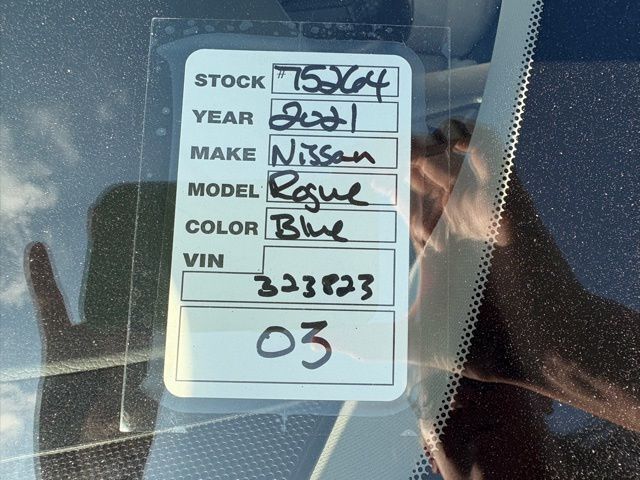 STOCK #75264
YEAR 2021
MAKE Nissan
MODEL Rogue
COLOR Blue
VIN
323823
03